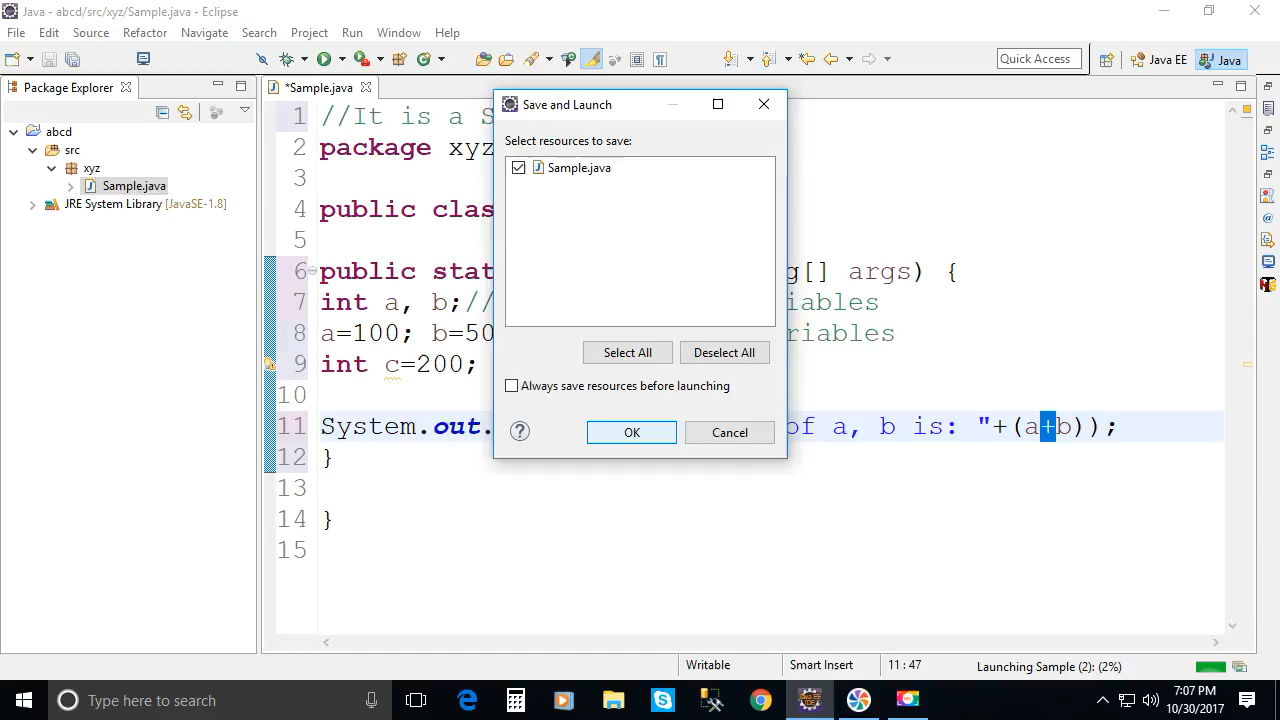 Java - abcd/src/xyz/Sample.java - Eclipse
File Edit Source Refactor Navigate Search Project Run Window Help
Quick Access
Java EE
Java
Package Explorer
*Sample.java
abcd
src
xyz
Sample.java
JRE System Library [JavaSE-1.8]
1 //It is a S
2 package xyz
3
4 public clas
5
6 public stat g[] args) {
7 int a, b;// iables
8 a=100; b=50 riables
9 int c=200;
10
11 System.out. of a, b is: "+(a+b));
12 }
13
14 }
15
Save and Launch
Select resources to save:
Sample.java
Select All Deselect All
Always save resources before launching
OK Cancel
Writable Smart Insert 11 : 47 Launching Sample (2): (2%)
Type here to search
7:07 PM
10/30/2017